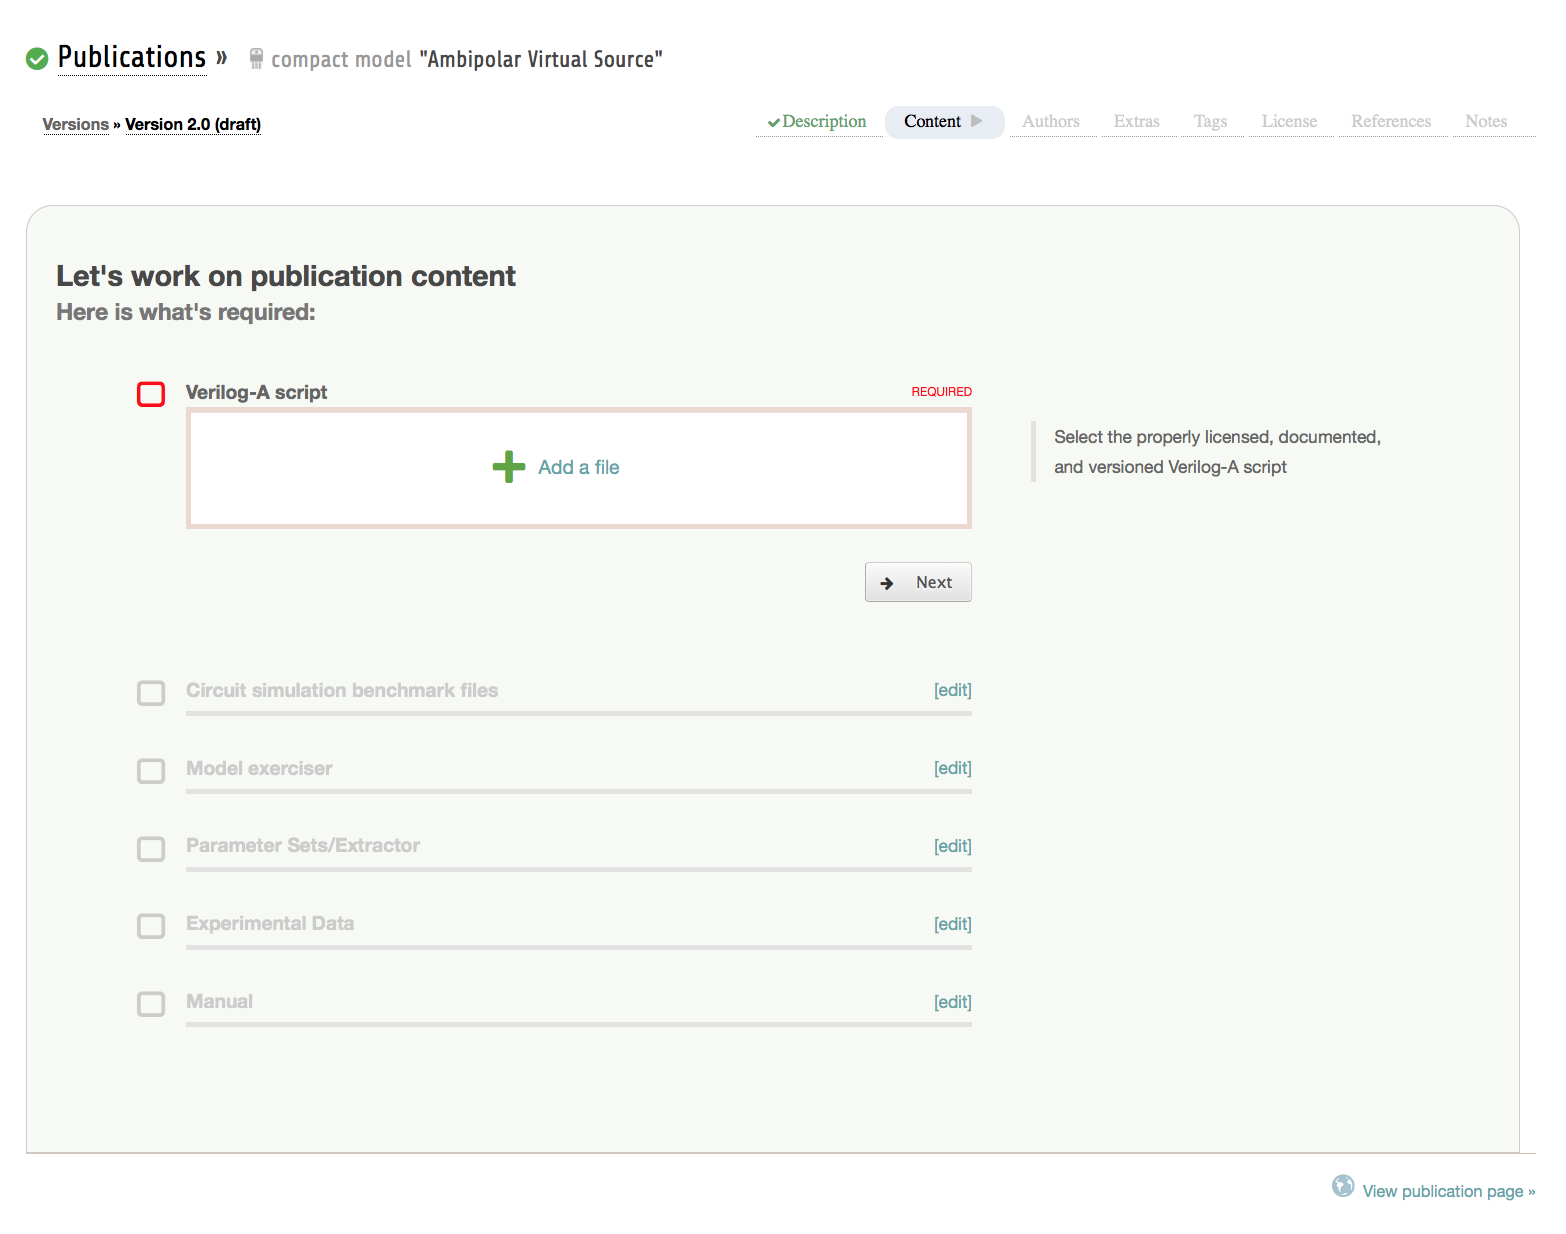 Publications » compact model "Ambipolar Virtual Source"
Versions » Version 2.0 (draft)
Description Content Authors Extras Tags License References Notes
Let's work on publication content
Here is what's required:
Verilog-A script REQUIRED
Add a file
Select the properly licensed, documented,
and versioned Verilog-A script
Next
Circuit simulation benchmark files [edit]
Model exerciser [edit]
Parameter Sets/Extractor [edit]
Experimental Data [edit]
Manual [edit]
View publication page »